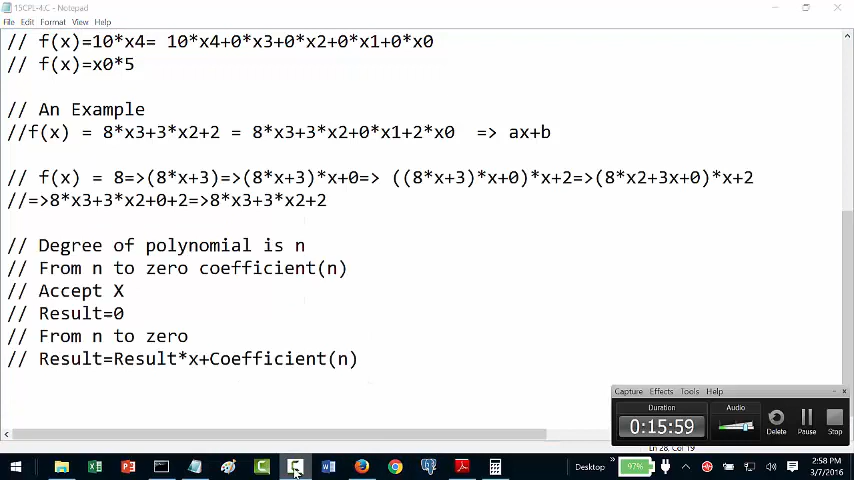 15CPL-4.C - Notepad
File Edit Format View Help
// f(x)=10*x4= 10*x4+0*x3+0*x2+0*x1+0*x0
// f(x)=x0*5
// An Example
//f(x) = 8*x3+3*x2+2 = 8*x3+3*x2+0*x1+2*x0  => ax+b
// f(x) = 8=>(8*x+3)=>(8*x+3)*x+0=> ((8*x+3)*x+0)*x+2=>(8*x2+3x+0)*x+2
//=>8*x3+3*x2+0+2=>8*x3+3*x2+2
// Degree of polynomial is n
// From n to zero coefficient(n)
// Accept X
// Result=0
// From n to zero
// Result=Result*x+Coefficient(n)
Capture Effects Tools Help
Duration
0:15:59
Audio
Delete Pause Stop
Ln 28, Col 19
Desktop
97%
2:58 PM
3/7/2016